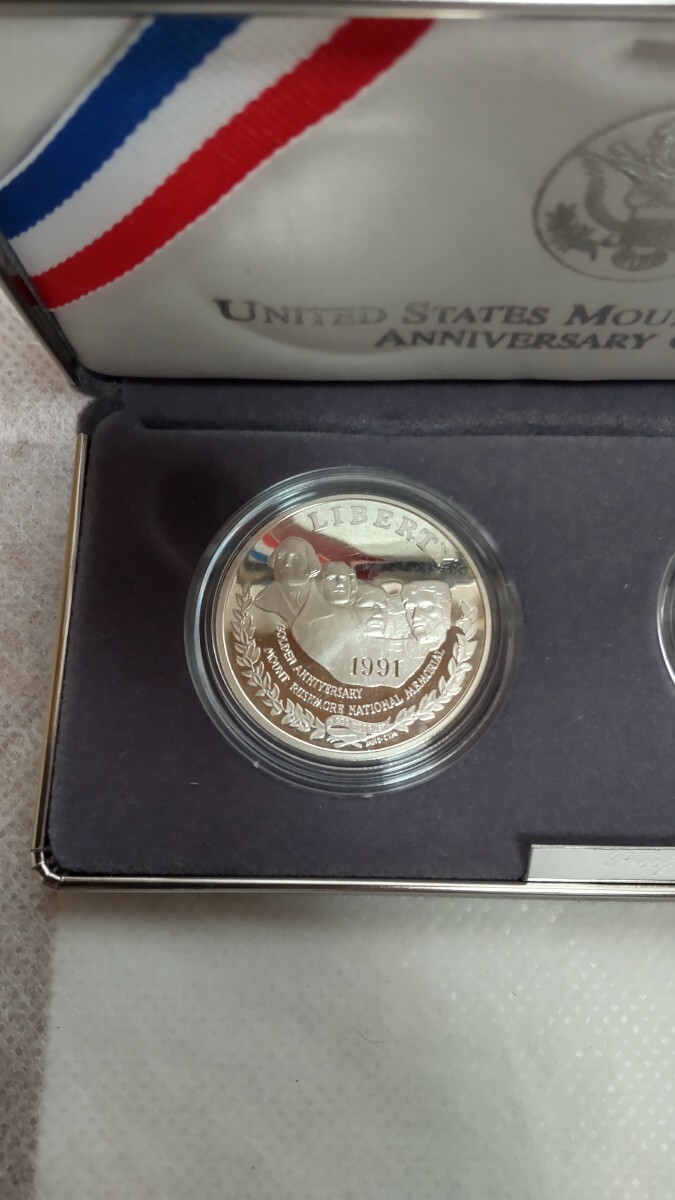 UNITED STATES MOU
ANNIVERSARY
LIBERTY
1991
GOLDEN ANNIVERSARY
MOUNT RUSHMORE NATIONAL MEMORIAL